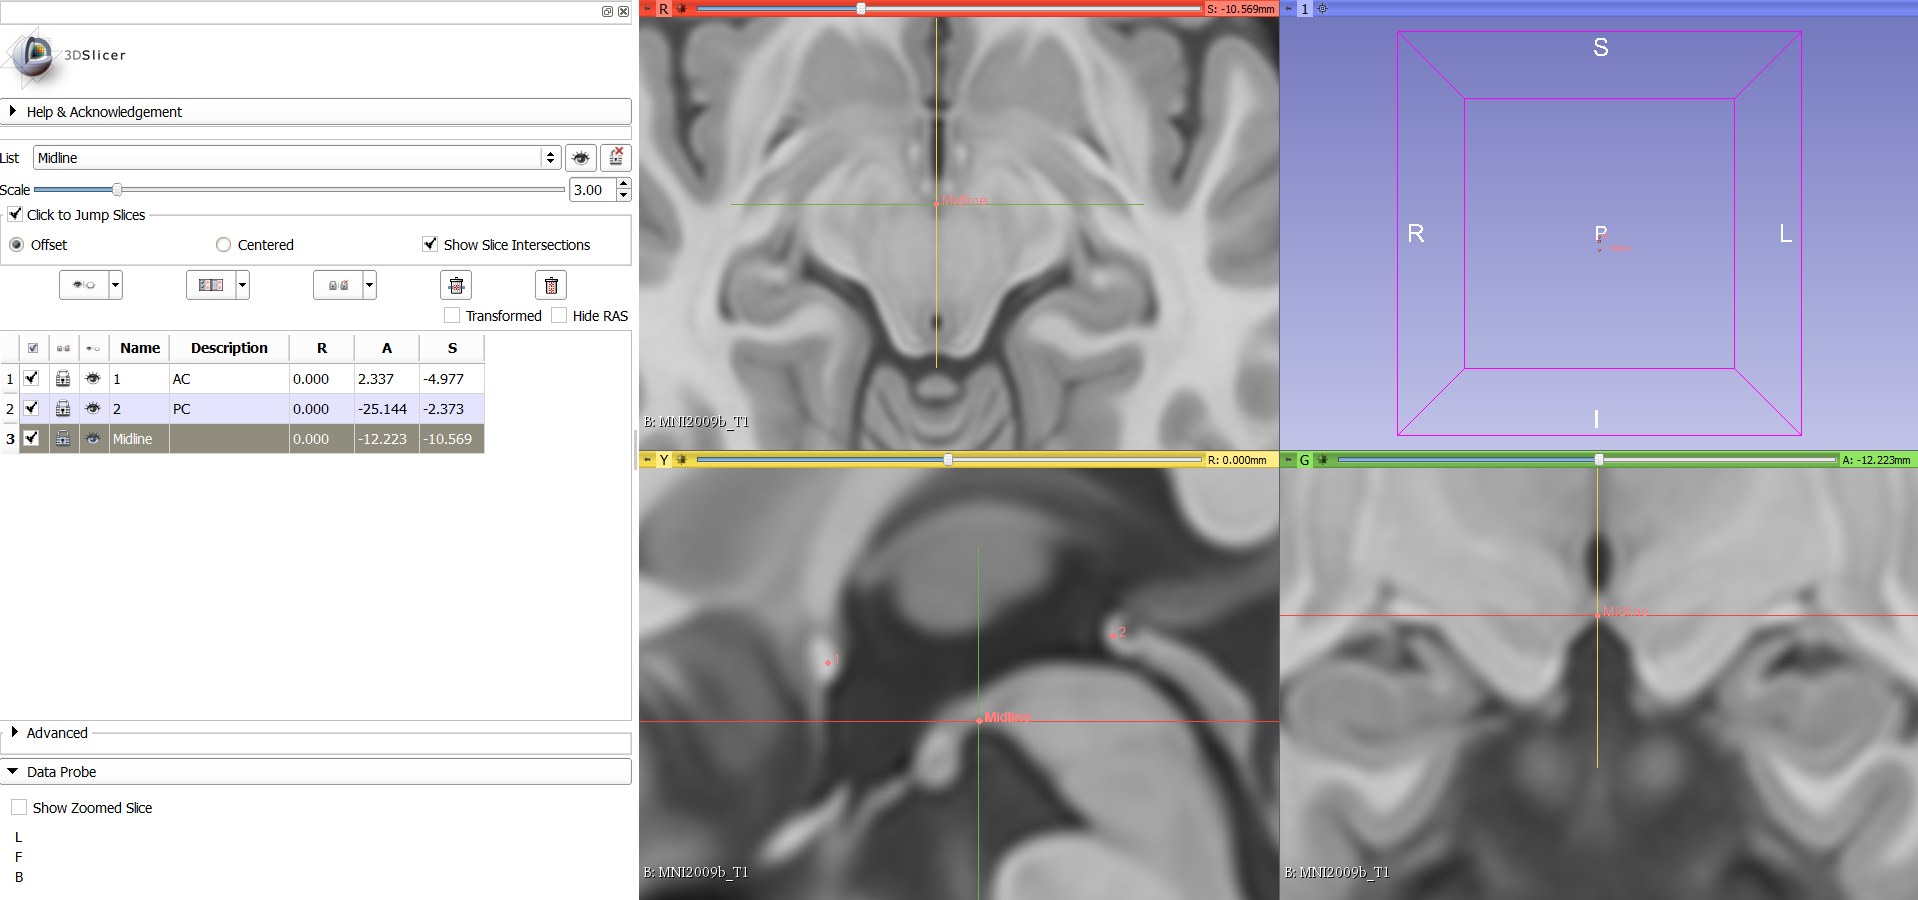 3DSlicer
Help & Acknowledgement
List Midline
Scale 3.00
Click to Jump Slices
Offset Centered Show Slice Intersections
Transformed Hide RAS
Name Description R A S
1 1 AC 0.000 2.337 -4.977
2 2 PC 0.000 -25.144 -2.373
3 Midline 0.000 -12.223 -10.569
Advanced
Data Probe
Show Zoomed Slice
L
F
B
R S: -10.569mm
Midline
B: MNI2009b_T1
1
S
R P L
I
Y R: 0.000mm
2
Midline
B: MNI2009b_T1
G A: -12.223mm
Midline
B: MNI2009b_T1